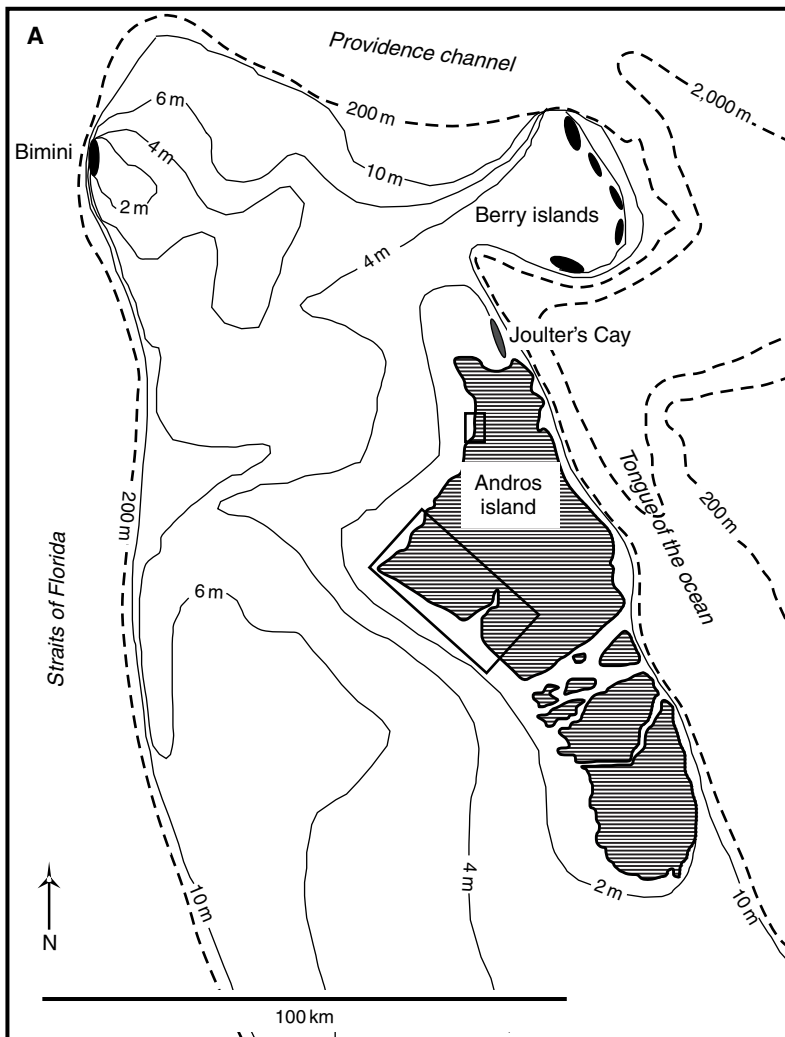 A
Providence channel
2,000 m
200 m
6 m
Bimini
4 m
10 m
2 m
Berry islands
4 m
Joulter's Cay
Andros
island
Tongue of the ocean
200 m
200 m
Straits of Florida
6 m
4 m
2 m
10 m
10 m
N
100 km